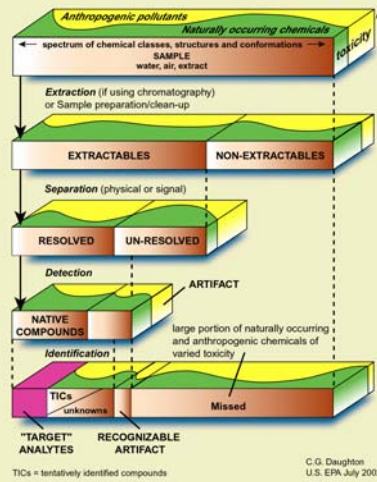 Anthropogenic pollutants
Naturally occurring chemicals
spectrum of chemical classes, structures and conformations
SAMPLE
water, air, extract
toxicity
Extraction (if using chromatography)
or Sample preparation/clean-up
EXTRACTABLES
NON-EXTRACTABLES
Separation (physical or signal)
RESOLVED
UN-RESOLVED
Detection
ARTIFACT
NATIVE
COMPOUNDS
large portion of naturally occurring
and anthropogenic chemicals
of varied toxicity
Identification
TICs
unknowns
Missed
"TARGET"
ANALYTES
RECOGNIZABLE
ARTIFACT
TICs = tentatively identified compounds
C.G. Daughton
U.S. EPA July